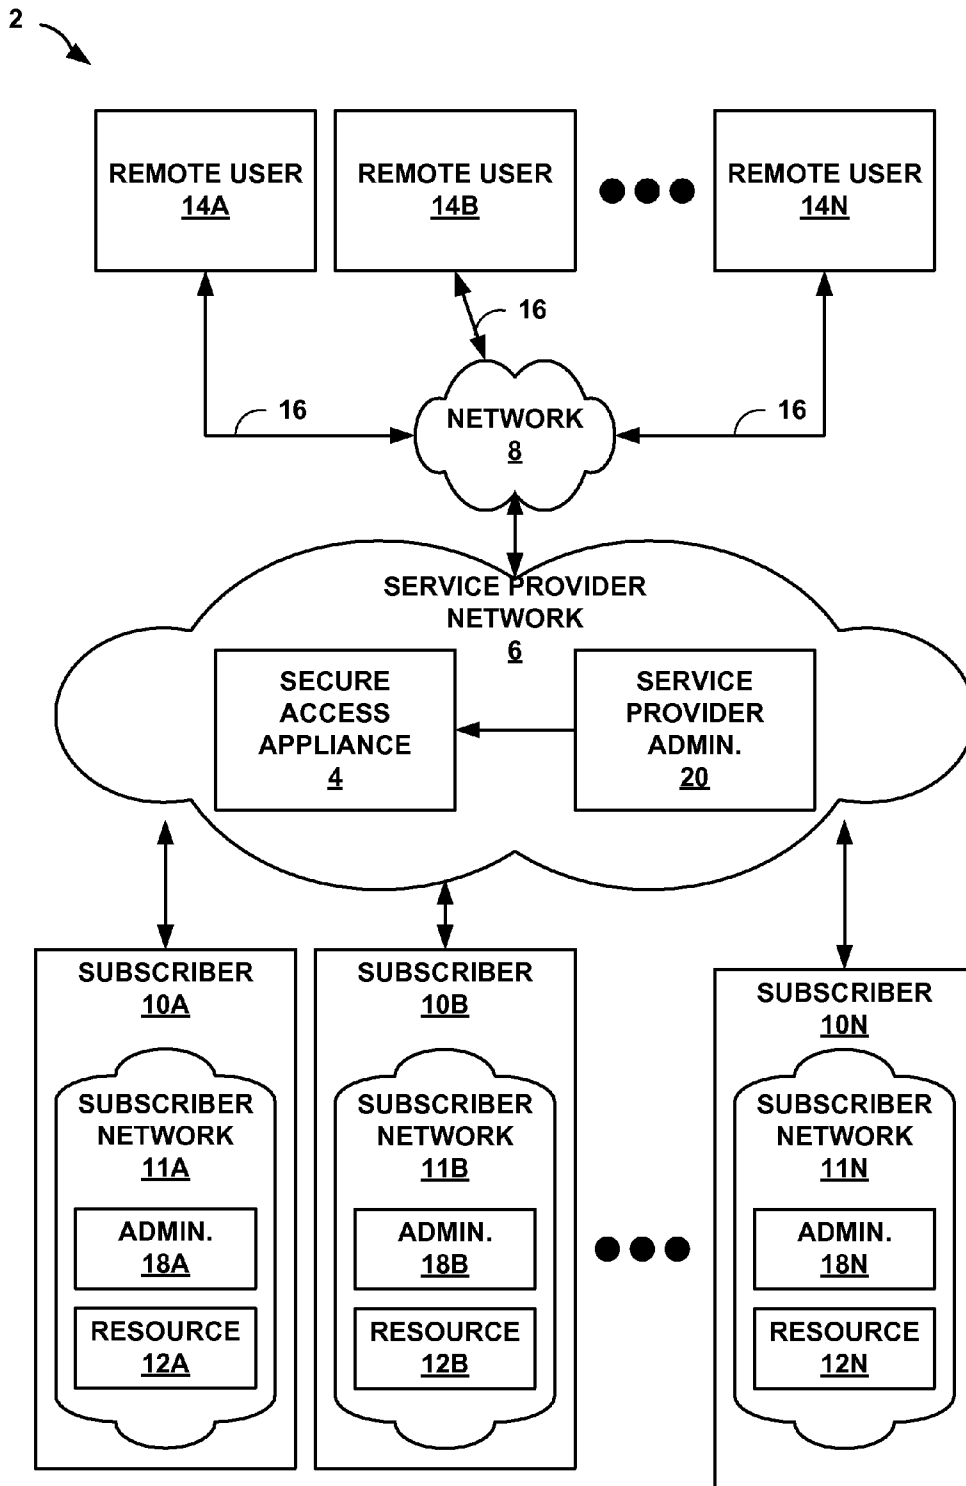 2
REMOTE USER
14A
REMOTE USER
14B
REMOTE USER
14N
16
16
16
NETWORK
8
SERVICE PROVIDER
NETWORK
6
SECURE
ACCESS
APPLIANCE
4
SERVICE
PROVIDER
ADMIN.
20
SUBSCRIBER
10A
SUBSCRIBER
NETWORK
11A
ADMIN.
18A
RESOURCE
12A
SUBSCRIBER
10B
SUBSCRIBER
NETWORK
11B
ADMIN.
18B
RESOURCE
12B
SUBSCRIBER
10N
SUBSCRIBER
NETWORK
11N
ADMIN.
18N
RESOURCE
12N